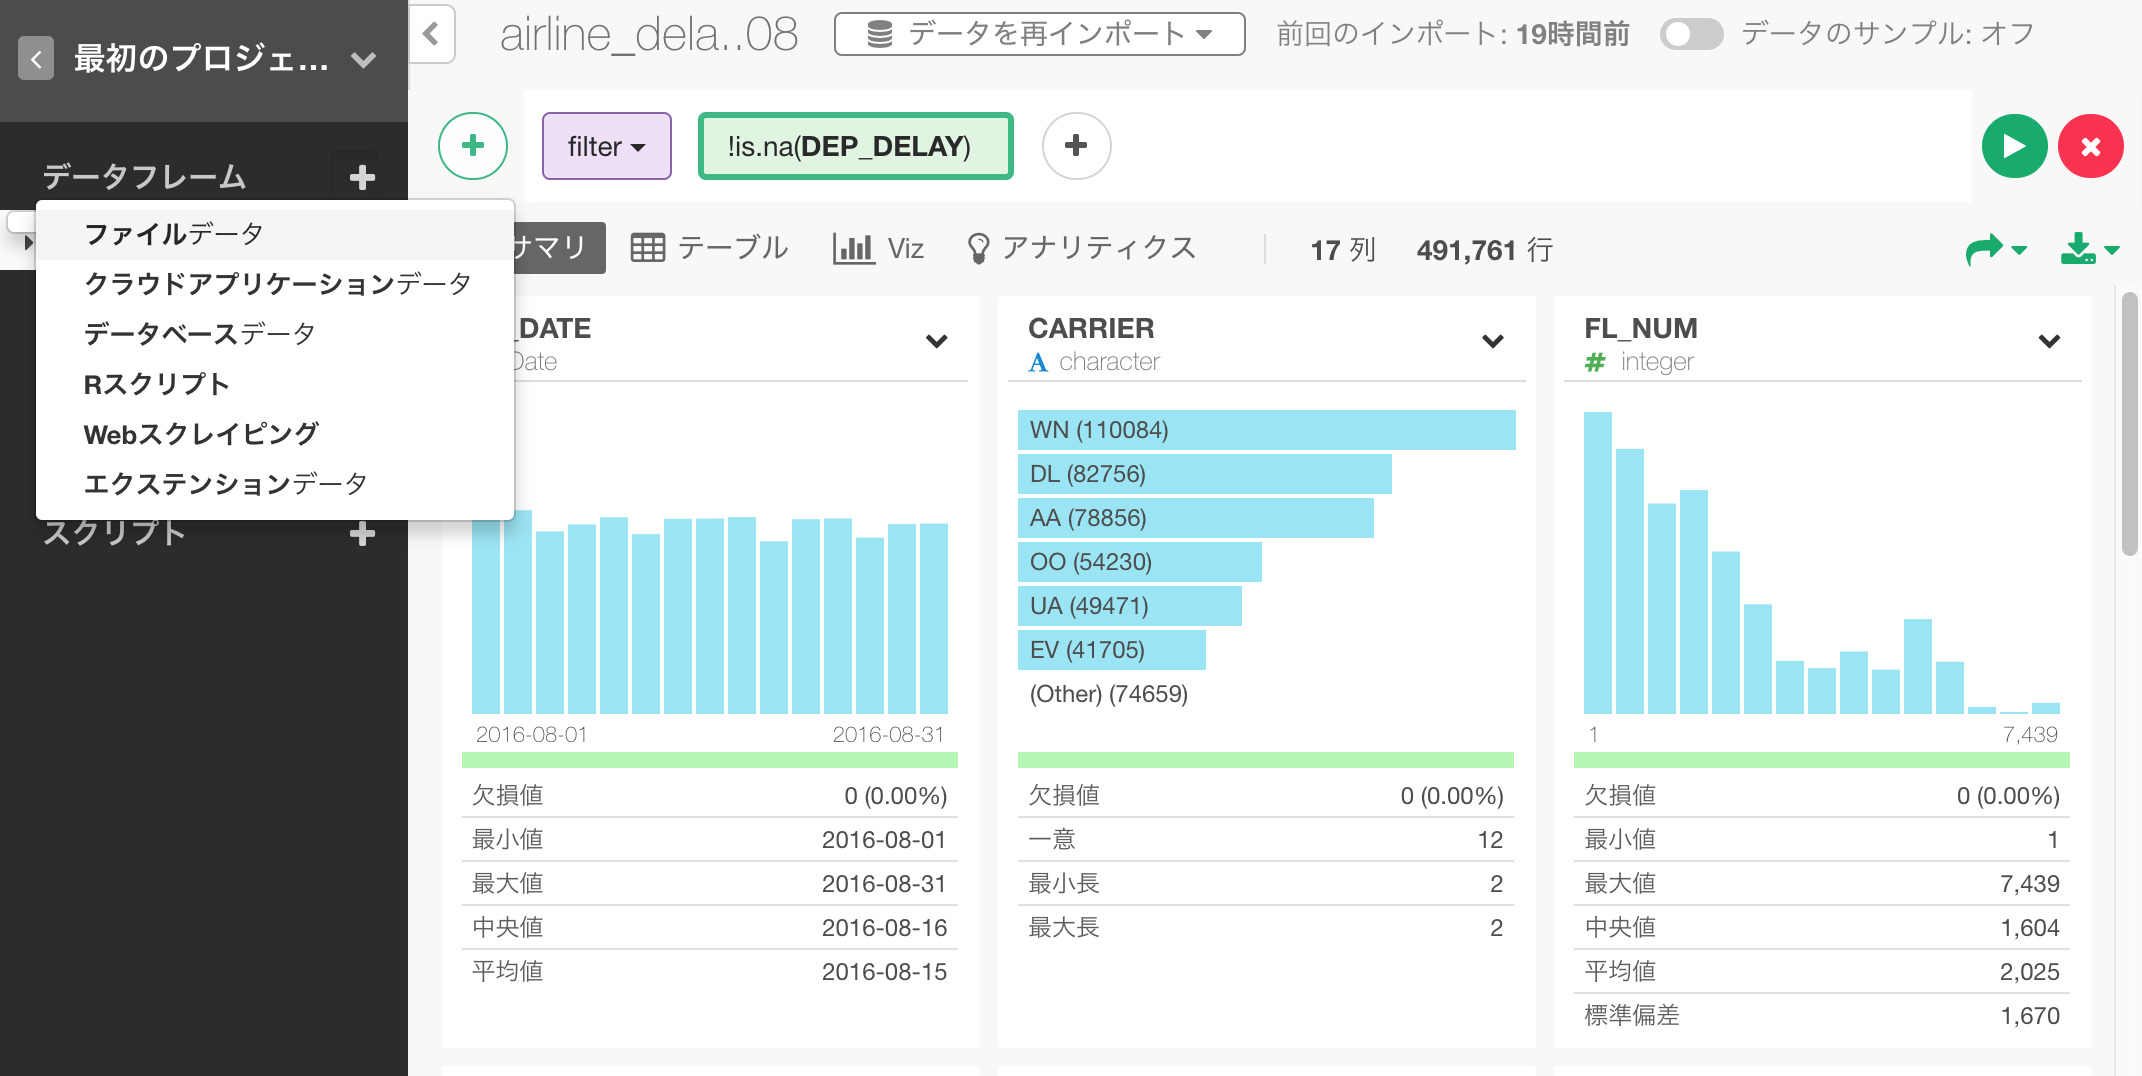 最初のプロジェ...
airline_dela..08
データを再インポート
前回のインポート: 19時間前
データのサンプル: オフ
データフレーム
filter
!is.na(DEP_DELAY)
ファイルデータ
クラウドアプリケーションデータ
データベースデータ
Rスクリプト
Webスクレイピング
エクステンションデータ
スクリプト
サマリ
テーブル
Viz
アナリティクス
17 列
491,761 行
_DATE
Date
2016-08-01
2016-08-31
欠損値 0 (0.00%)
最小値 2016-08-01
最大値 2016-08-31
中央値 2016-08-16
平均値 2016-08-15
CARRIER
A character
WN (110084)
DL (82756)
AA (78856)
OO (54230)
UA (49471)
EV (41705)
(Other) (74659)
欠損値 0 (0.00%)
一意 12
最小長 2
最大長 2
FL_NUM
# integer
1
7,439
欠損値 0 (0.00%)
最小値 1
最大値 7,439
中央値 1,604
平均値 2,025
標準偏差 1,670